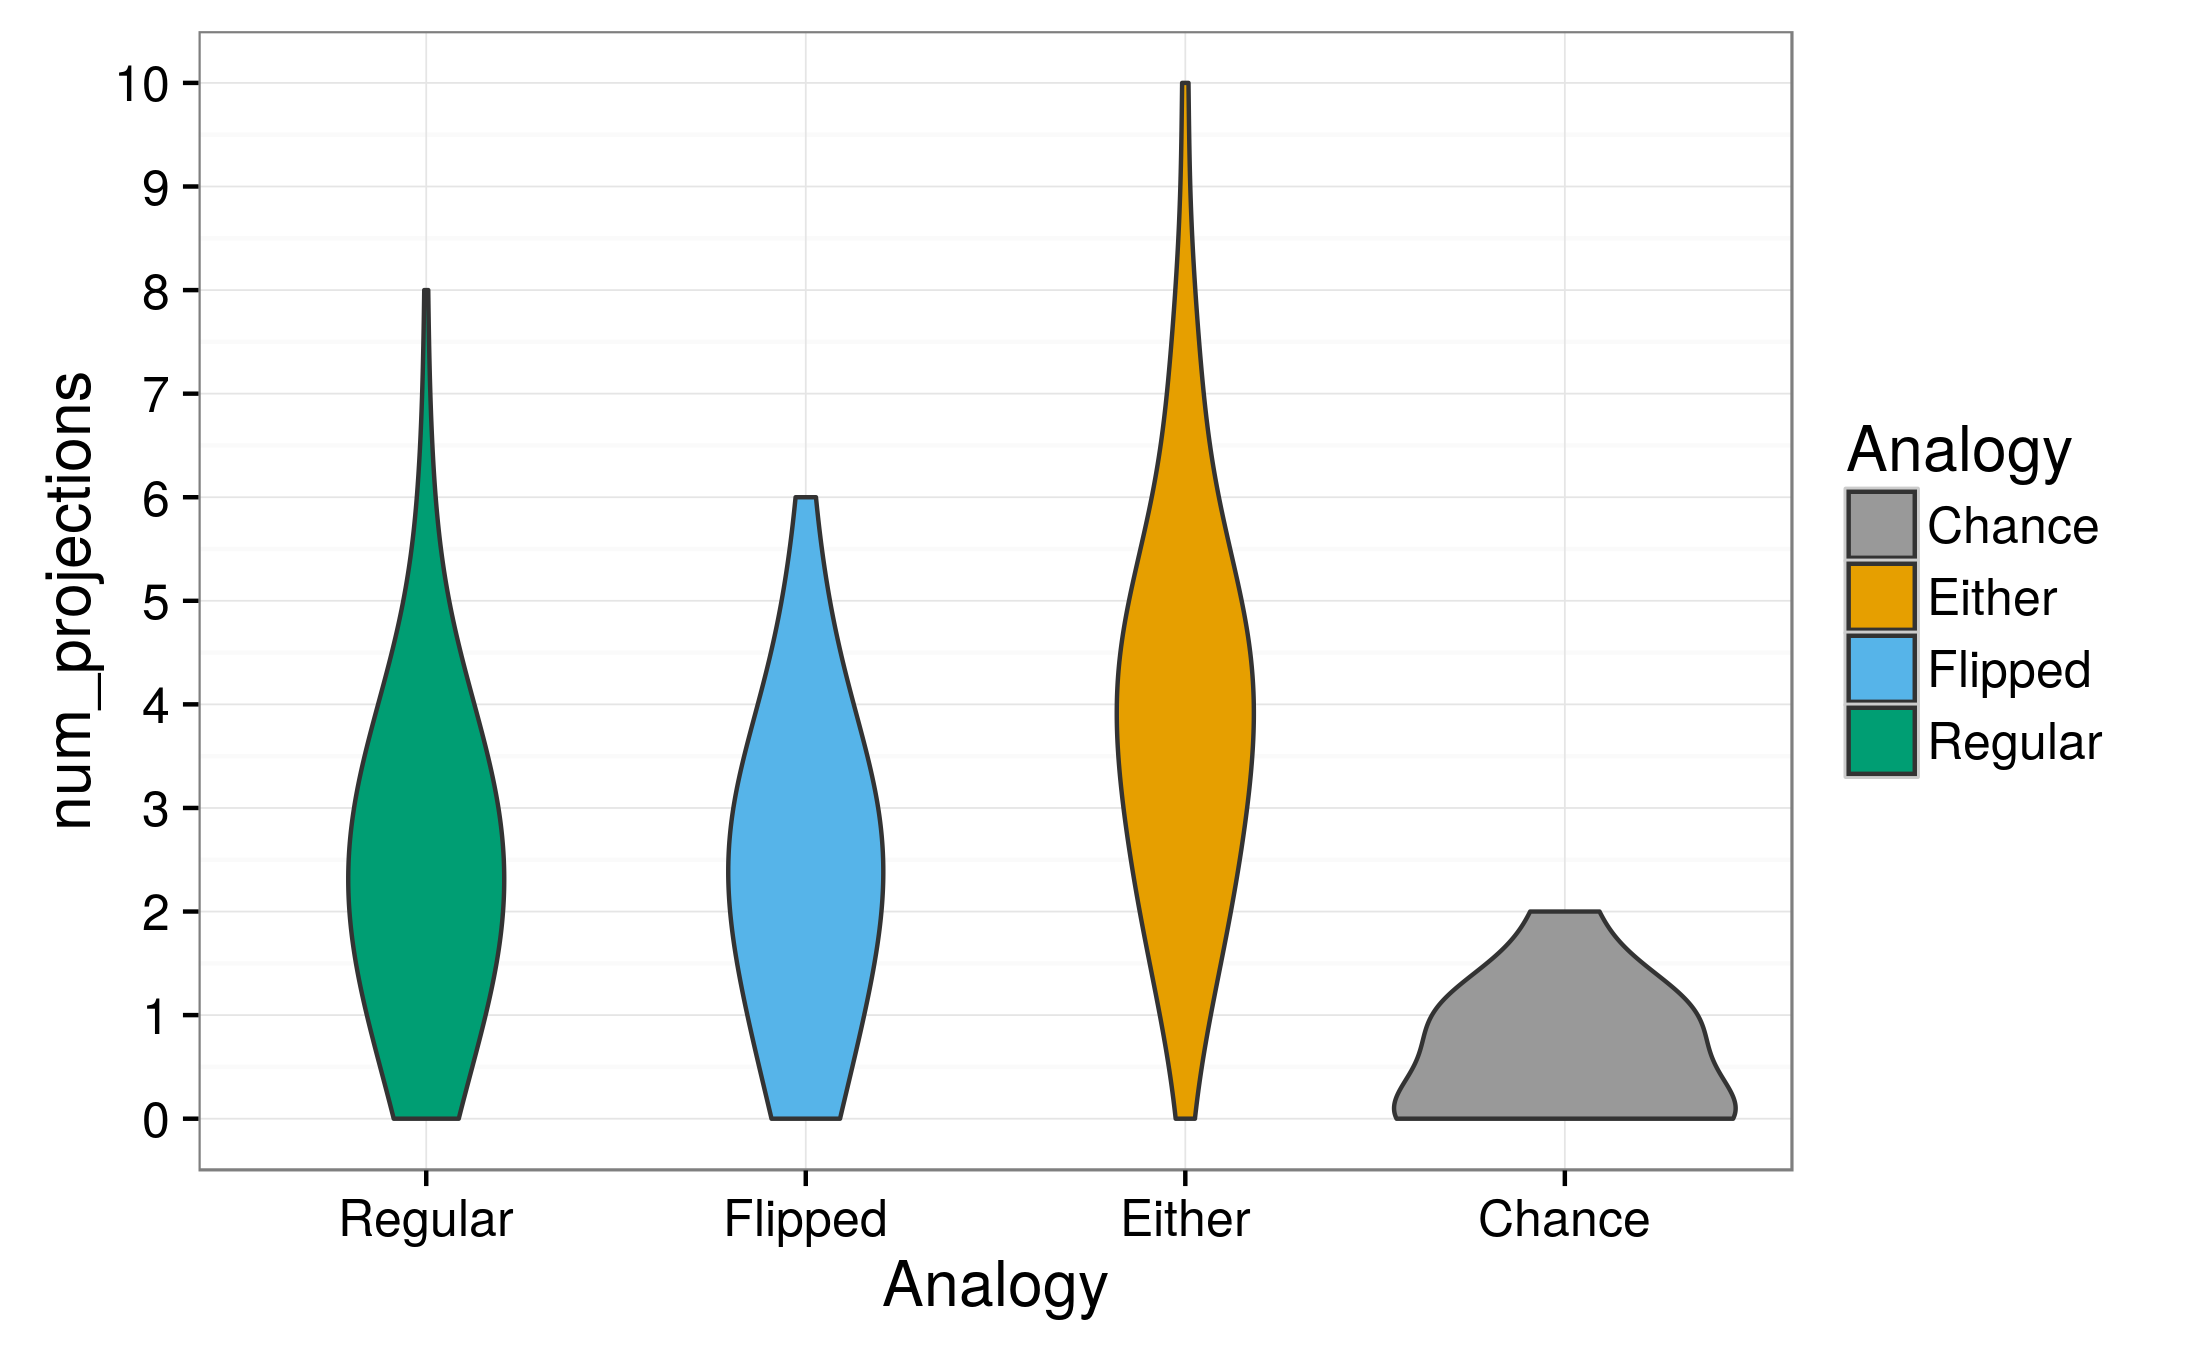 num_projections
10
9
8
7
6
5
4
3
2
1
0
Regular
Flipped
Either
Chance
Analogy
Analogy
Chance
Either
Flipped
Regular